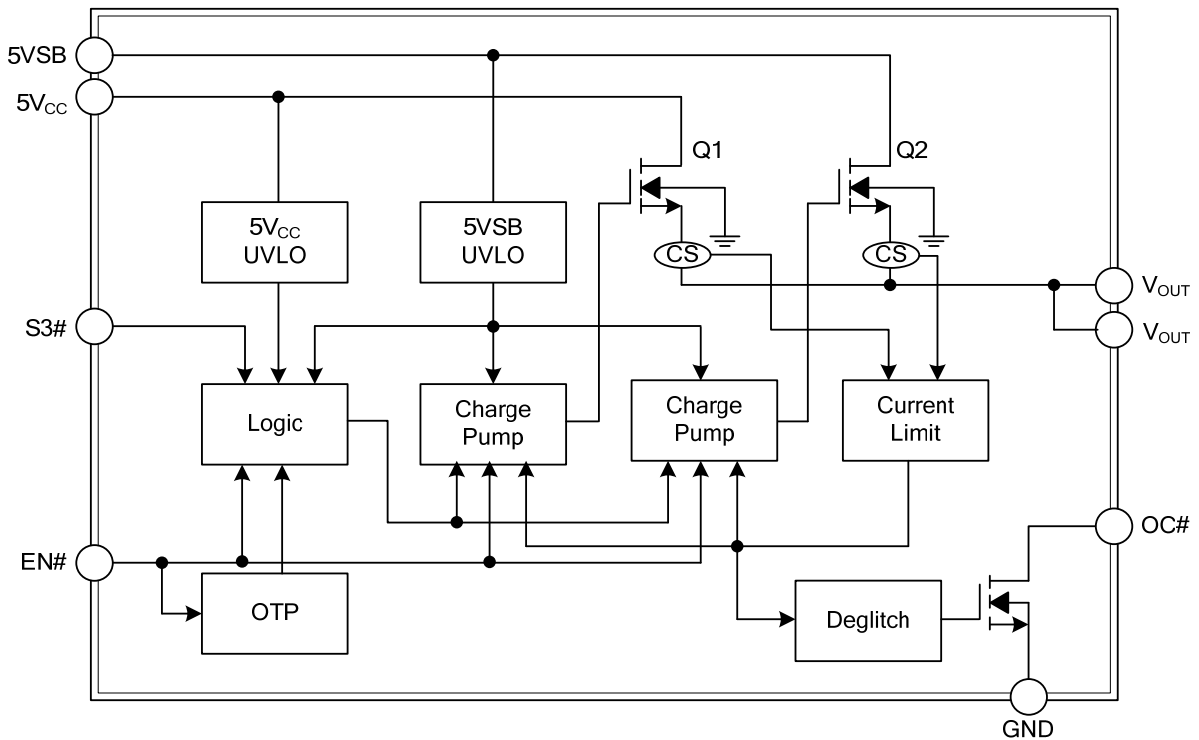 5VSB
5VCC
Q1
Q2
5VCC
UVLO
5VSB
UVLO
CS
CS
VOUT
S3#
VOUT
Logic
Charge
Pump
Charge
Pump
Current
Limit
OC#
EN#
OTP
Deglitch
GND